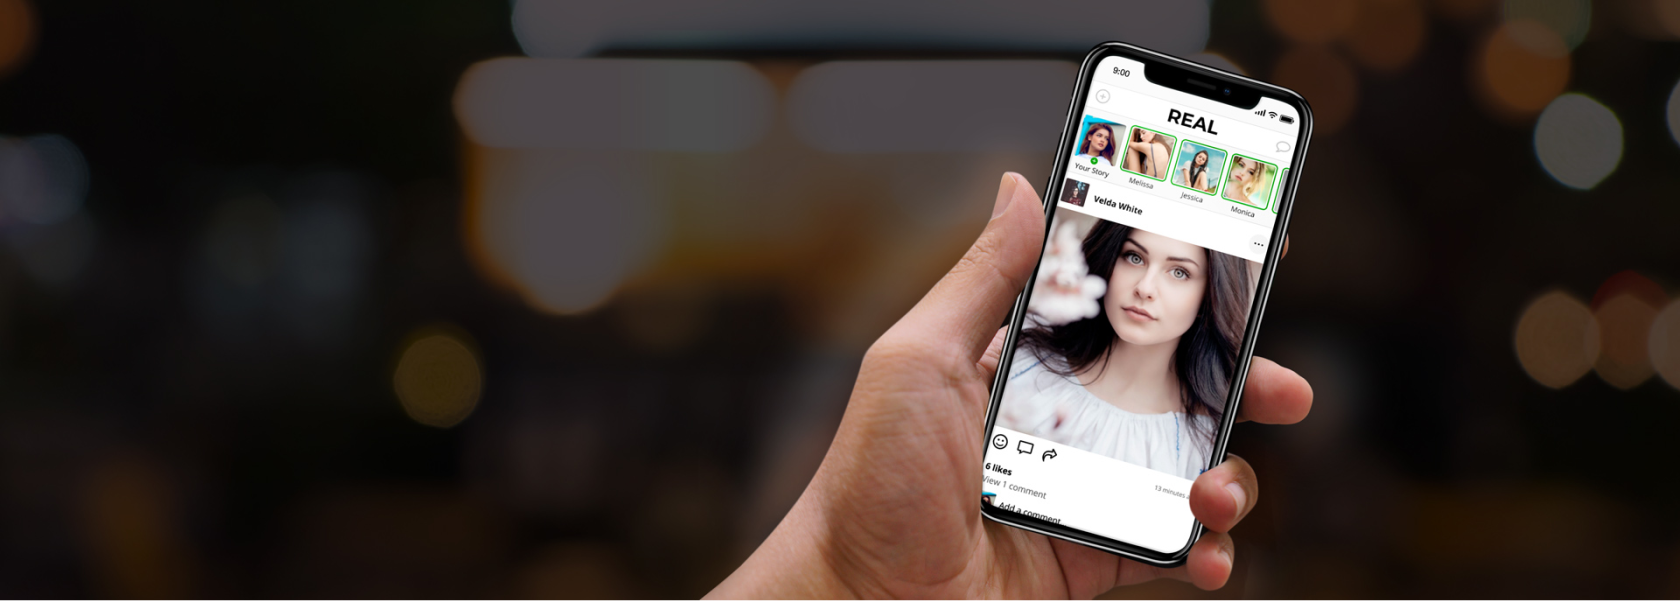 9:00
REAL
Your Story
Melissa
Jessica
Monica
Velda White
6 likes
13 minutes
View 1 comment
Add a comment